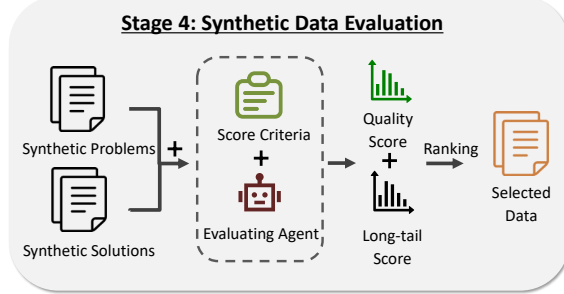 Stage 4: Synthetic Data Evaluation
Synthetic Problems
+
Synthetic Solutions
Score Criteria
+
Evaluating Agent
Quality
Score
+
Long-tail
Score
Ranking
Selected
Data